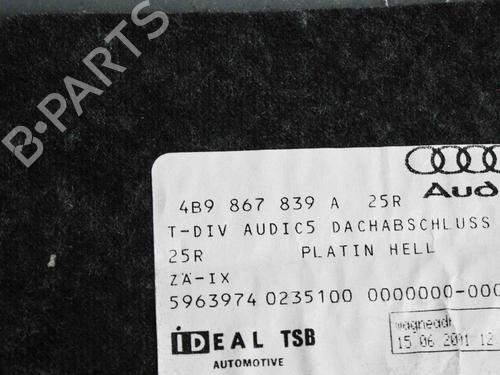 B-PARTS
Aud
4B9 867 839 A 25R
T-DIV AUDIC5 DACHABSCHLUSS
25R PLATIN HELL
ZÄ-IX
5963974 0235100 0000000-000
IDEAL TSB
AUTOMOTIVE
wagneadr
15 06 2011 12